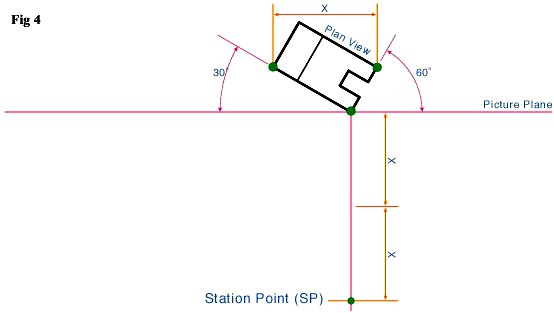 Fig 4
X
Plan View
30°
60°
Picture Plane
X
X
Station Point (SP)